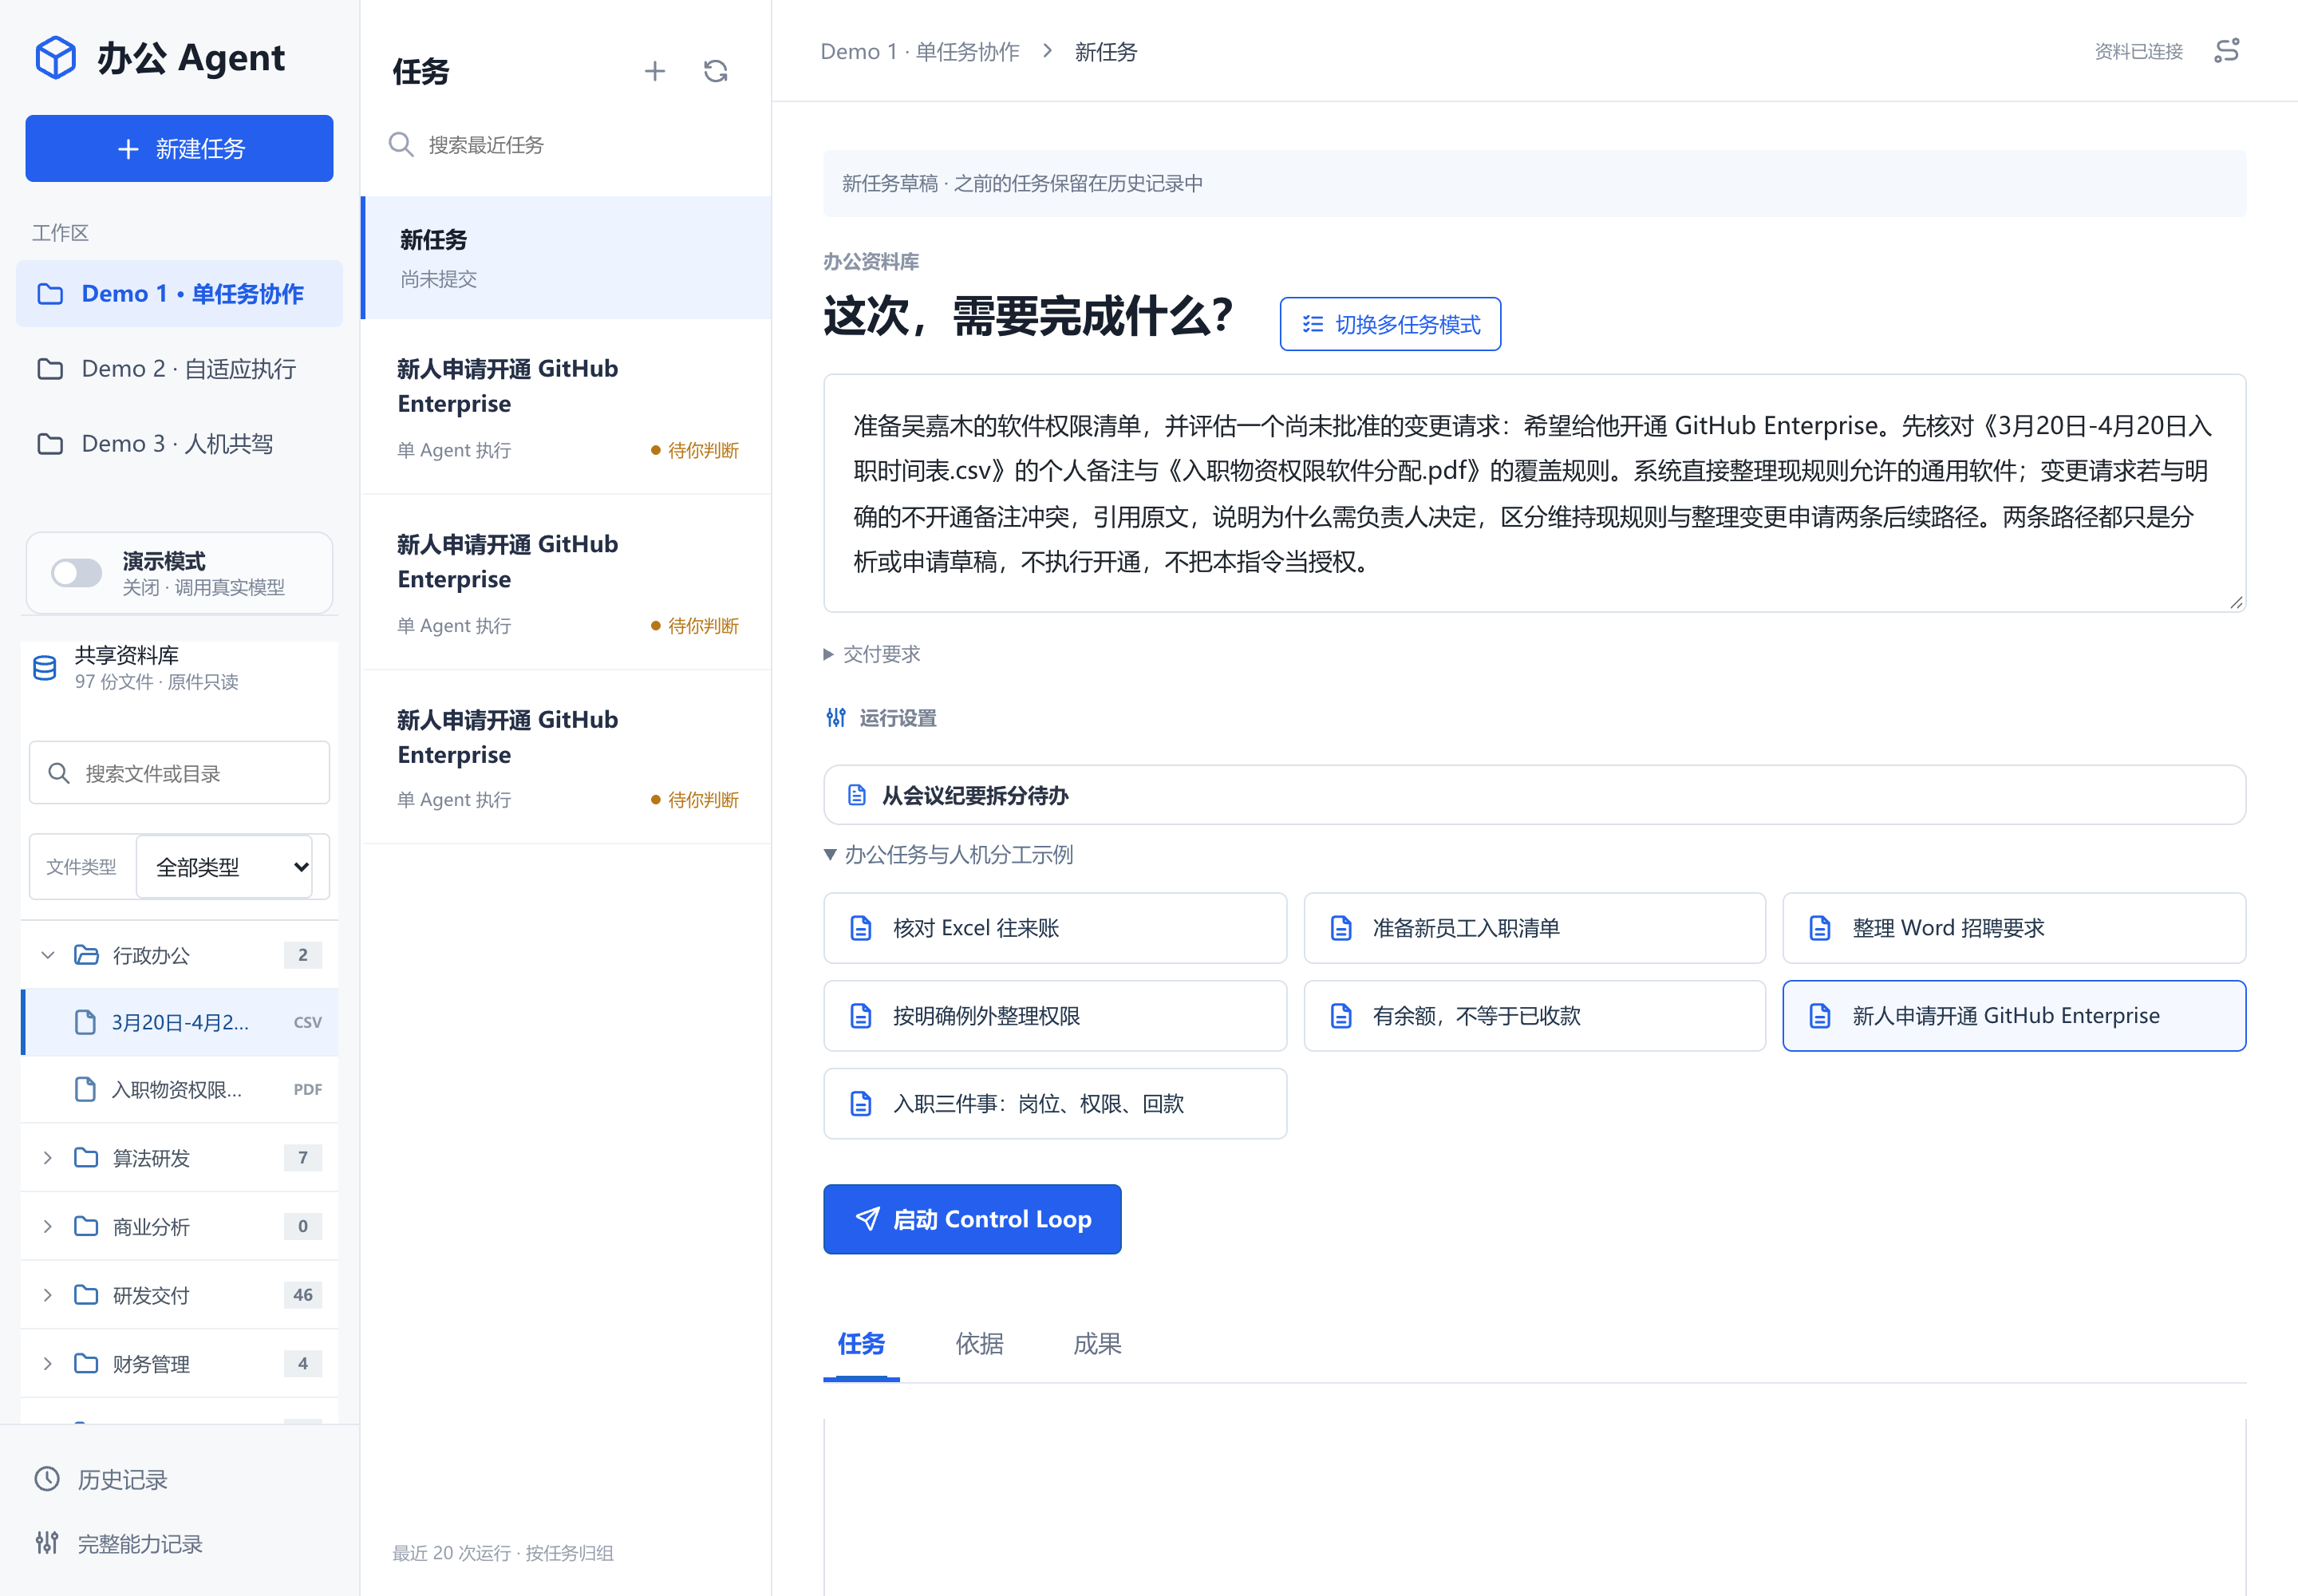 办公 Agent
新建任务
工作区
Demo 1 • 单任务协作
Demo 2 · 自适应执行
Demo 3 · 人机共驾
演示模式
关闭 · 调用真实模型
共享资料库
97 份文件 · 原件只读
搜索文件或目录
文件类型
全部类型
行政办公
2
3月20日-4月2...
CSV
入职物资权限...
PDF
算法研发
7
商业分析
0
研发交付
46
财务管理
4
历史记录
完整能力记录
任务
搜索最近任务
新任务
尚未提交
新人申请开通 GitHub
Enterprise
单 Agent 执行
待你判断
新人申请开通 GitHub
Enterprise
单 Agent 执行
待你判断
新人申请开通 GitHub
Enterprise
单 Agent 执行
待你判断
最近 20 次运行 · 按任务归组
Demo 1 · 单任务协作
新任务
资料已连接
新任务草稿 · 之前的任务保留在历史记录中
办公资料库
这次，需要完成什么？
切换多任务模式
准备吴嘉木的软件权限清单，并评估一个尚未批准的变更请求：希望给他开通 GitHub Enterprise。先核对《3月20日-4月20日入
职时间表.csv》的个人备注与《入职物资权限软件分配.pdf》的覆盖规则。系统直接整理现规则允许的通用软件；变更请求若与明
确的不开通备注冲突，引用原文，说明为什么需负责人决定，区分维持现规则与整理变更申请两条后续路径。两条路径都只是分
析或申请草稿，不执行开通，不把本指令当授权。
交付要求
运行设置
从会议纪要拆分待办
办公任务与人机分工示例
核对 Excel 往来账
准备新员工入职清单
整理 Word 招聘要求
按明确例外整理权限
有余额，不等于已收款
新人申请开通 GitHub Enterprise
入职三件事：岗位、权限、回款
启动 Control Loop
任务
依据
成果